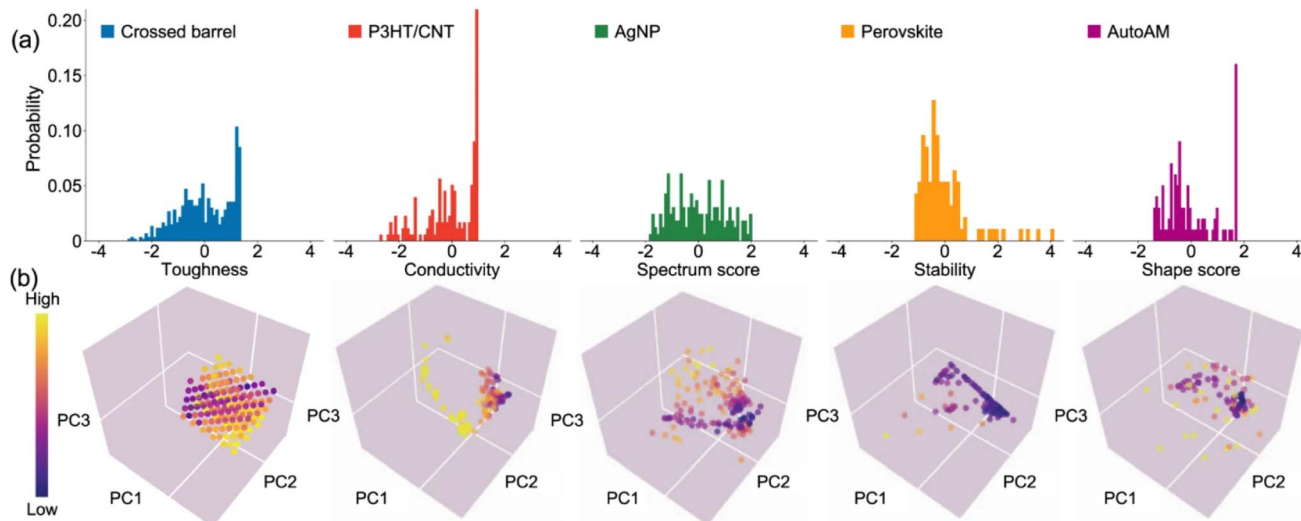 (a)
0.20
0.15
0.10
0.05
0
Probability
Crossed barrel
-4 -2 0 2 4
Toughness
P3HT/CNT
-4 -2 0 2 4
Conductivity
AgNP
-4 -2 0 2 4
Spectrum score
Perovskite
-4 -2 0 2 4
Stability
AutoAM
-4 -2 0 2 4
Shape score
(b)
High
Low
PC3
PC1
PC2
PC3
PC1
PC2
PC3
PC1
PC2
PC3
PC1
PC2
PC3
PC1
PC2